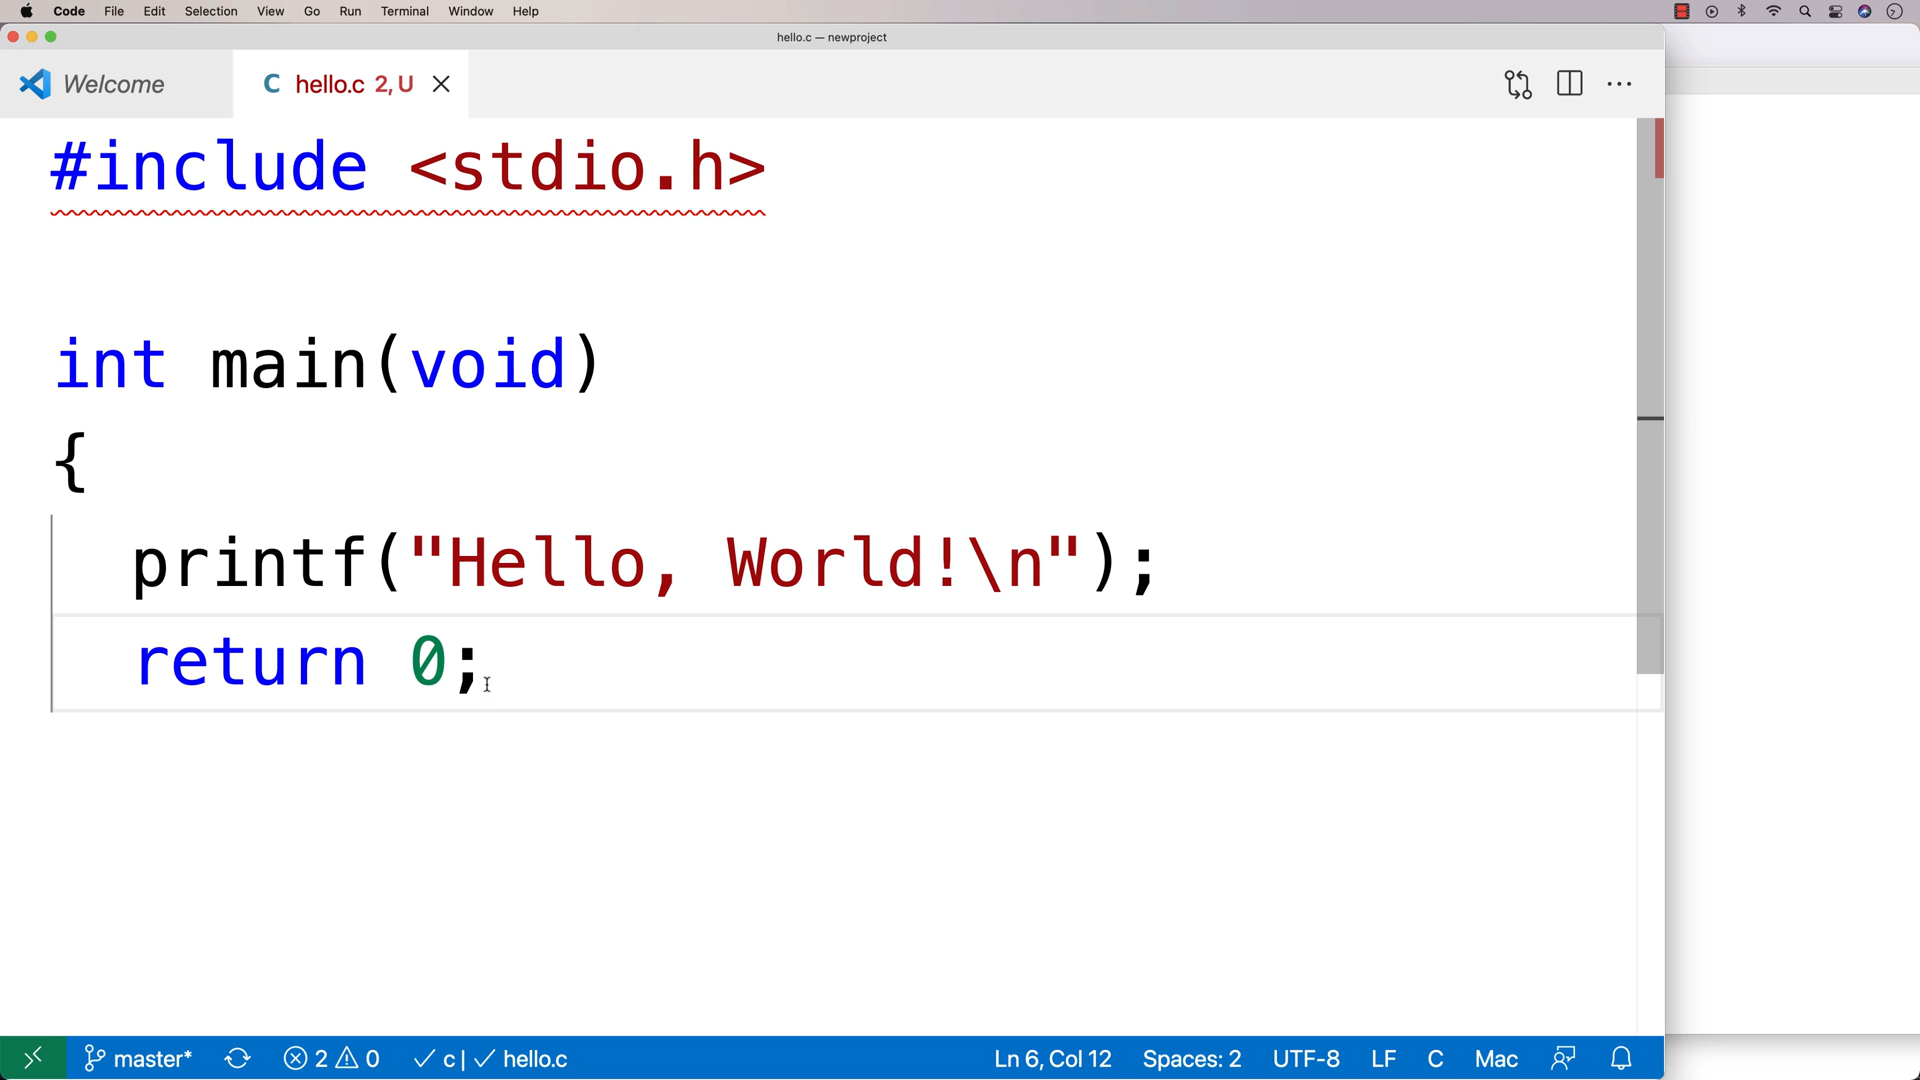 Code File Edit Selection View Go Run Terminal Window Help
hello.c — newproject
Welcome
C hello.c 2, U
#include <stdio.h>
int main(void)
{
printf("Hello, World!\n");
return 0;
master* 2 0 c | hello.c Ln 6, Col 12 Spaces: 2 UTF-8 LF C Mac